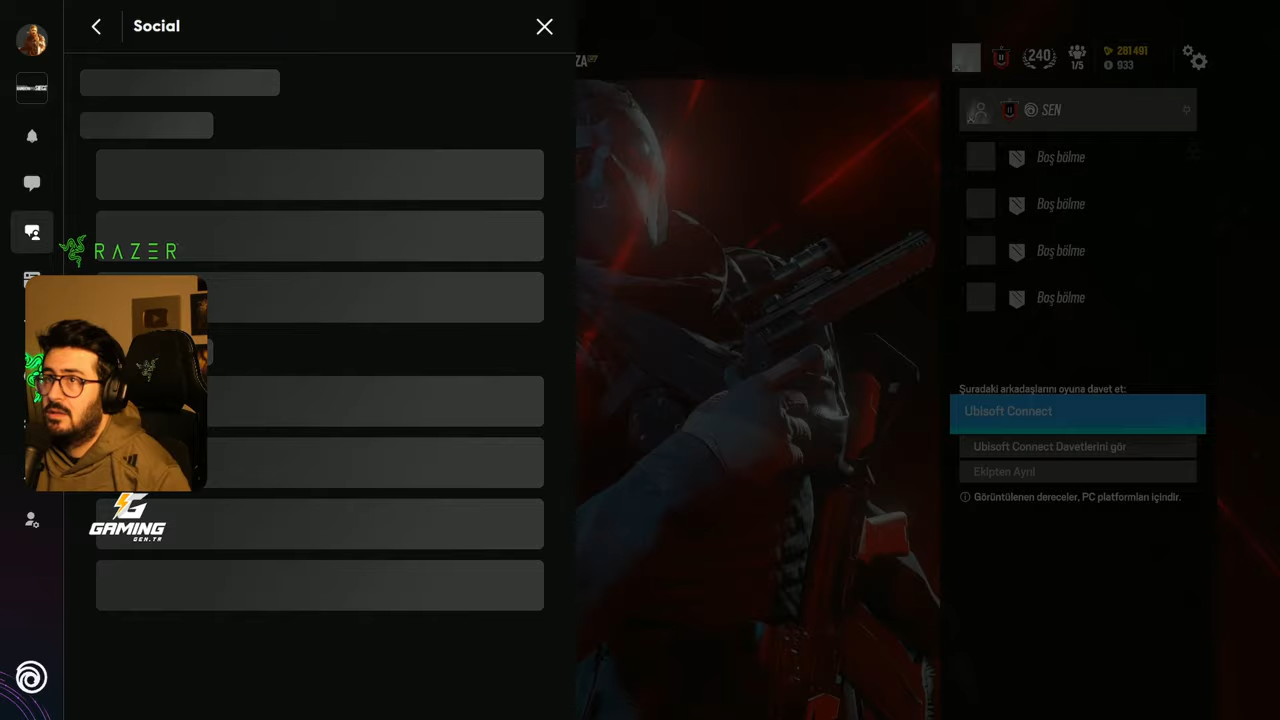 Social
ZA
240
1/5
281 491
933
SEN
Boş bölme
Boş bölme
Boş bölme
Boş bölme
Şuradaki arkadaşlarını oyuna davet et:
Ubisoft Connect
Ubisoft Connect Davetlerini gör
Ekipten Ayrıl
Görüntülenen dereceler, PC platformları içindir.
RAZER
GAMING
GEN.TR